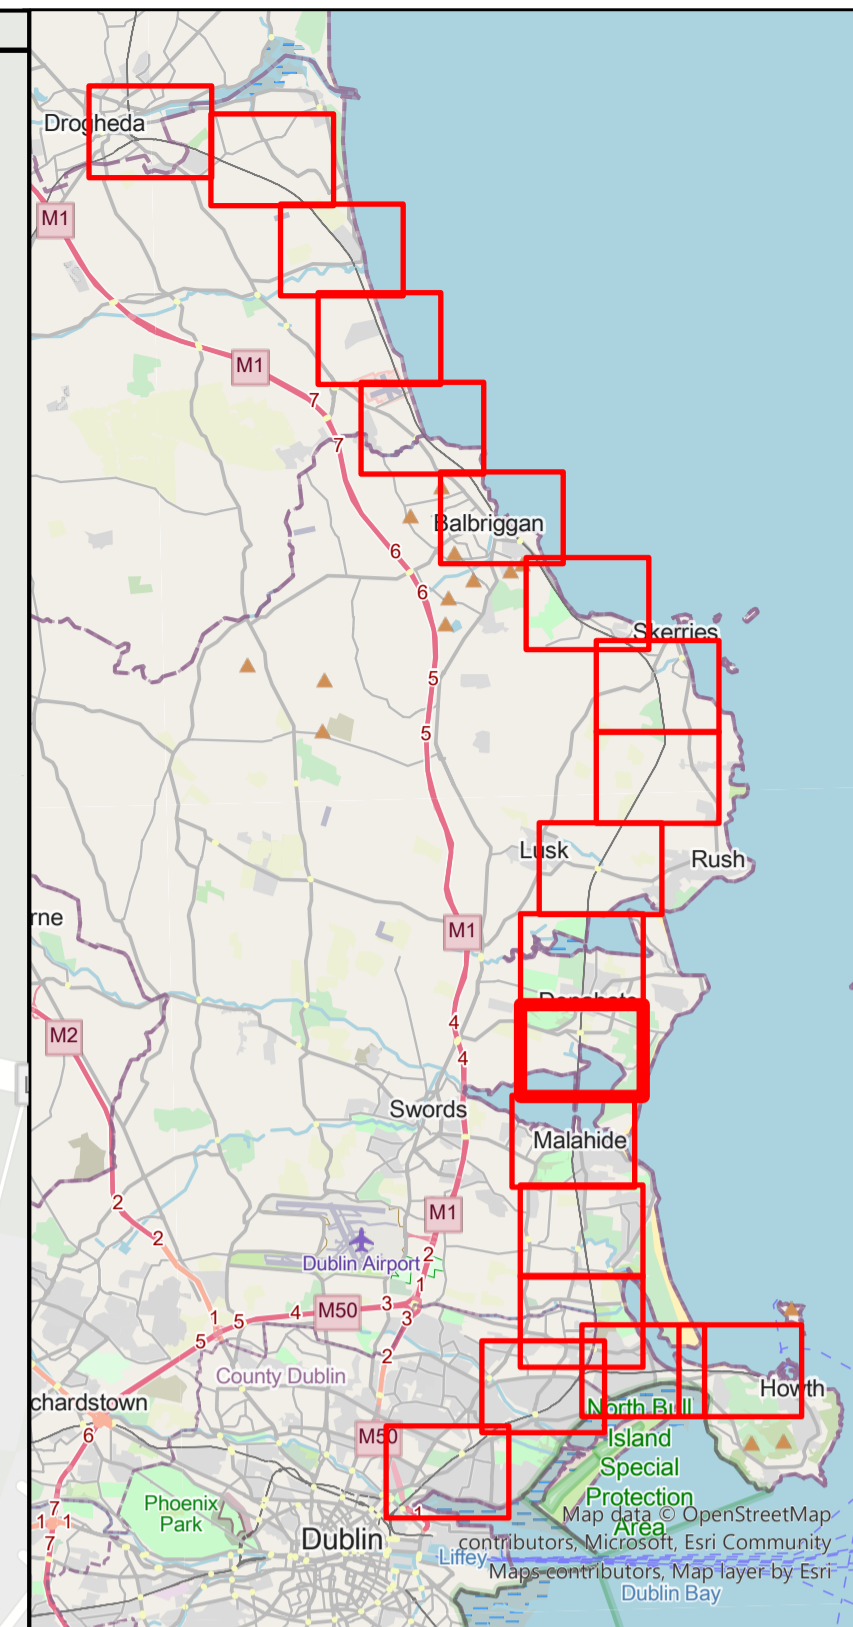 Drogheda
M1
M1
7
7
Balbriggan
6
6
Skerries
5
5
Lusk
Rush
rne
M1
Donabate
M2
4
4
Swords
Malahide
2
M1
2
2
Dublin Airport
1
M50
3
4
5
1
3
5
2
County Dublin
chardstown
Howth
6
M50
North Bull
Island
Special
Protection
Area
Phoenix
Park
7
1 1
7
1
Dublin
Map data © OpenStreetMap
contributors, Microsoft, Esri Community
Maps contributors, Map layer by Esri
Liffey
Dublin Bay